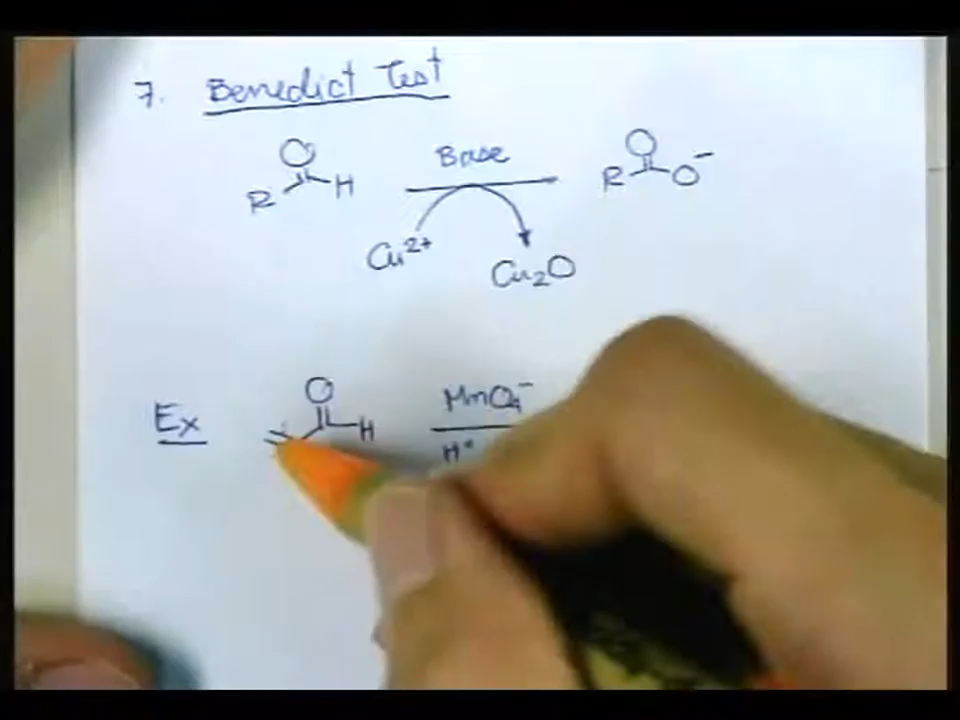 7. Benedict Test
O
R H
Base
O
R O⁻
Cu²⁺
Cu₂O
Ex
O
H
MnO₄⁻
H⁺